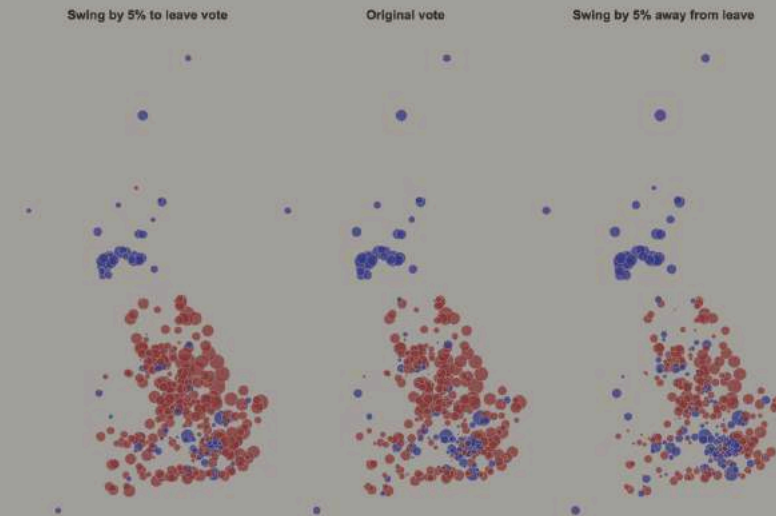 Swing by 5% to leave vote
Original vote
Swing by 5% away from leave